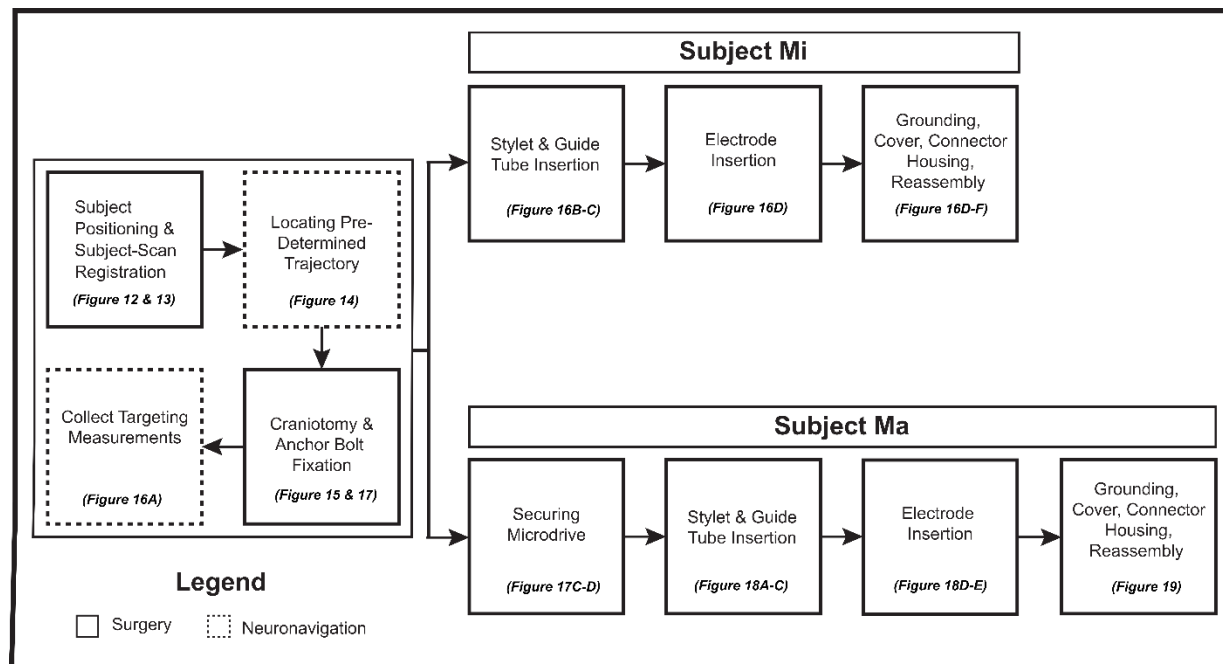 Subject Mi
Stylet & Guide
Tube Insertion
(Figure 16B-C)
Electrode
Insertion
(Figure 16D)
Grounding,
Cover, Connector
Housing,
Reassembly
(Figure 16D-F)
Subject
Positioning &
Subject-Scan
Registration
(Figure 12 & 13)
Locating Pre-
Determined
Trajectory
(Figure 14)
Craniotomy &
Anchor Bolt
Fixation
(Figure 15 & 17)
Collect Targeting
Measurements
(Figure 16A)
Subject Ma
Securing
Microdrive
(Figure 17C-D)
Stylet & Guide
Tube Insertion
(Figure 18A-C)
Electrode
Insertion
(Figure 18D-E)
Grounding,
Cover, Connector
Housing,
Reassembly
(Figure 19)
Legend
Surgery
Neuronavigation